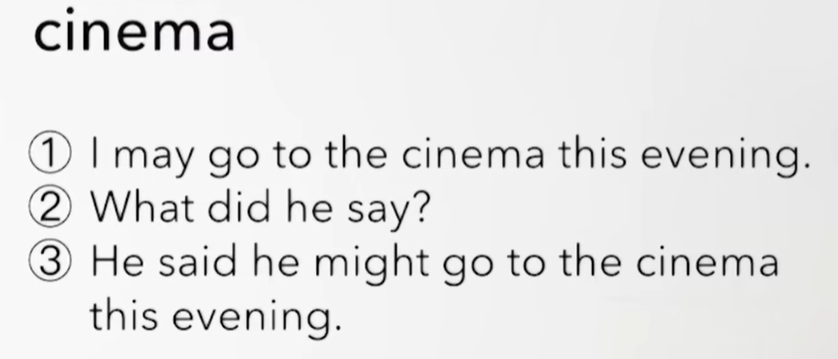 cinema
① I may go to the cinema this evening.
② What did he say?
③ He said he might go to the cinema
this evening.